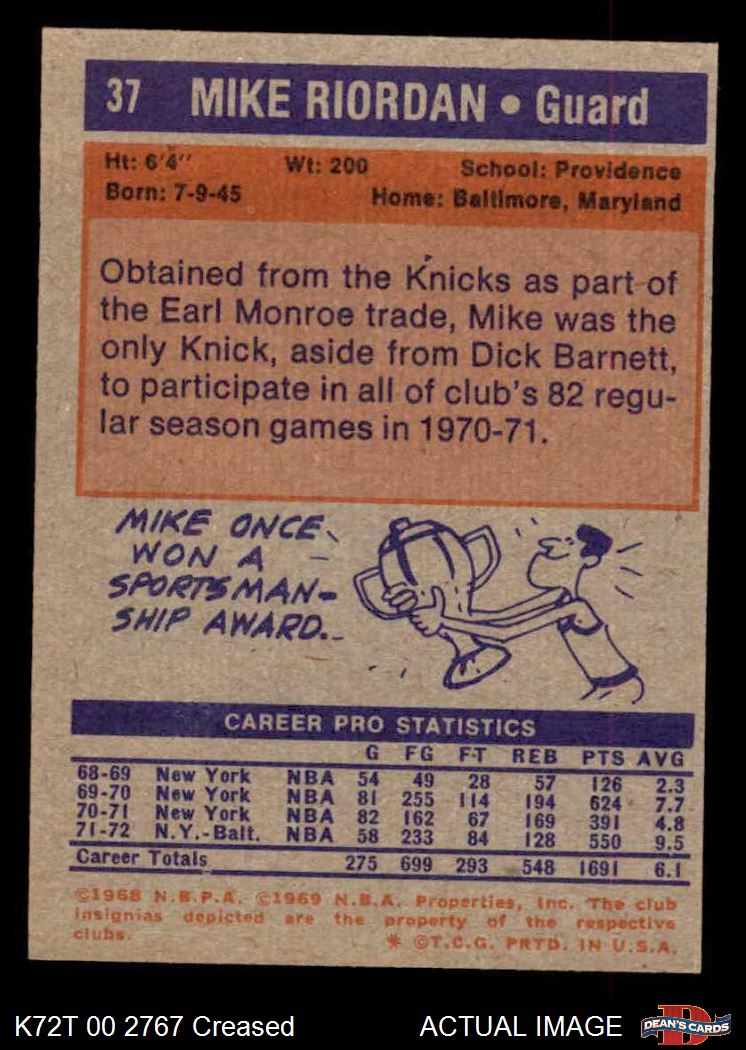 37 MIKE RIORDAN • Guard
Ht: 6'4" Wt: 200 School: Providence
Born: 7-9-45 Home: Baltimore, Maryland
Obtained from the Knicks as part of
the Earl Monroe trade, Mike was the
only Knick, aside from Dick Barnett,
to participate in all of club's 82 regu-
lar season games in 1970-71.
MIKE ONCE
WON A
SPORTSMAN-
SHIP AWARD...
CAREER PRO STATISTICS
G FG FT REB PTS AVG
68-69 New York NBA 54 49 28 57 126 2.3
69-70 New York NBA 81 255 114 194 624 7.7
70-71 New York NBA 82 162 67 169 391 4.8
71-72 N.Y.-Balt. NBA 58 233 84 128 550 9.5
Career Totals 275 699 293 548 1691 6.1
©1968 N.B.P.A. ©1969 N.B.A. Properties, Inc. The club
insignias depicted are the property of the respective
clubs. * ©T.C.G. PRTD. IN U.S.A.
K72T 00 2767 Creased ACTUAL IMAGE DEAN'S CARDS